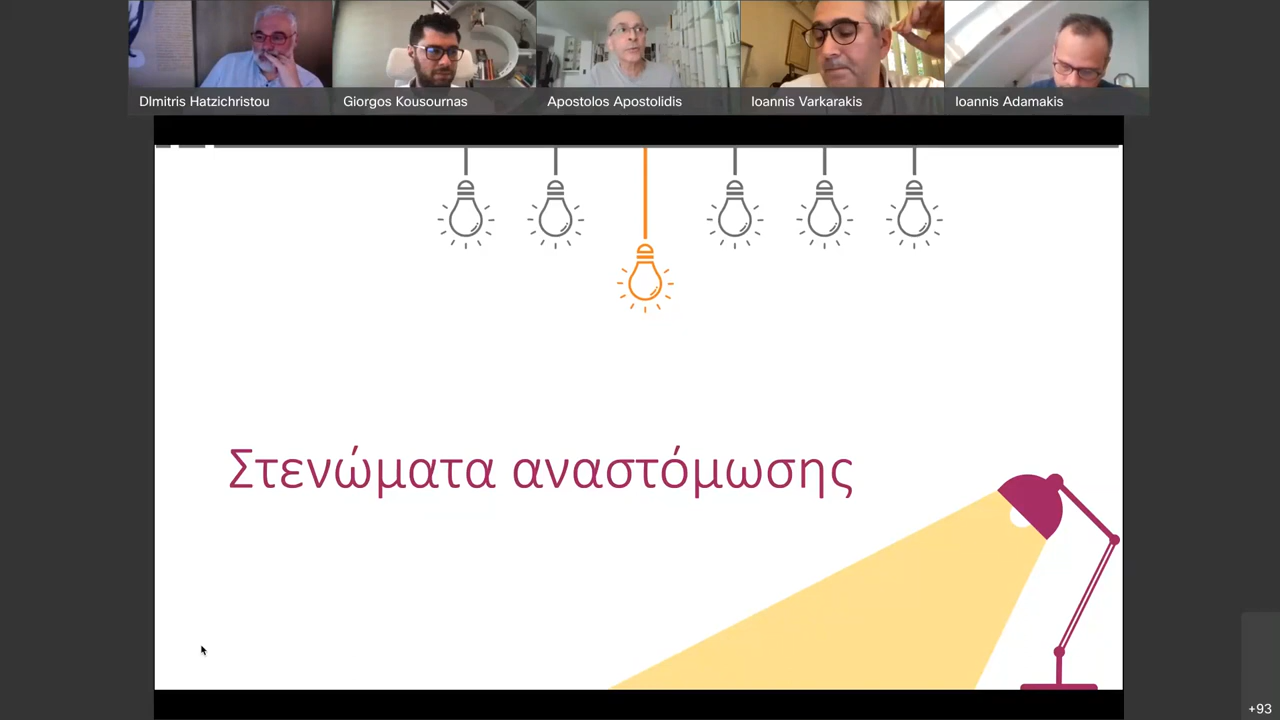 DImitris Hatzichristou
Giorgos Kousournas
Apostolos Apostolidis
Ioannis Varkarakis
Ioannis Adamakis
Στενώματα αναστόμωσης
+93